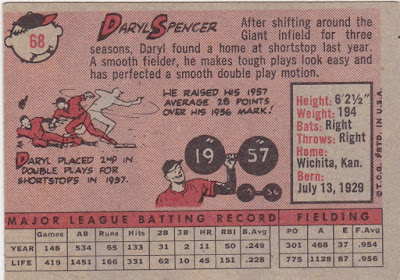 68
DARYL SPENCER
After shifting around the
Giant infield for three
seasons, Daryl found a home at shortstop last year.
A smooth fielder, he makes tough plays look easy and
has perfected a smooth double play motion.
HE RAISED HIS 1957
AVERAGE 28 POINTS
OVER HIS 1956 MARK!
DARYL PLACED 2ND IN
DOUBLE PLAYS FOR
SHORTSTOPS IN 1957.
19 57
56
Height: 6'2½"
Weight: 194
Bats: Right
Throws: Right
Home:
Wichita, Kan.
Born:
July 13, 1929
© T.C.G. PRTD. IN U.S.A.
MAJOR LEAGUE BATTING RECORD FIELDING
Games AB Runs Hits 2B 3B H.R. R.B.I. B.Avg PO A E F.Avg
YEAR 148 534 65 133 31 2 11 50 .249 301 468 37 .954
LIFE 419 1451 166 331 62 10 45 151 .228 775 1128 87 .956